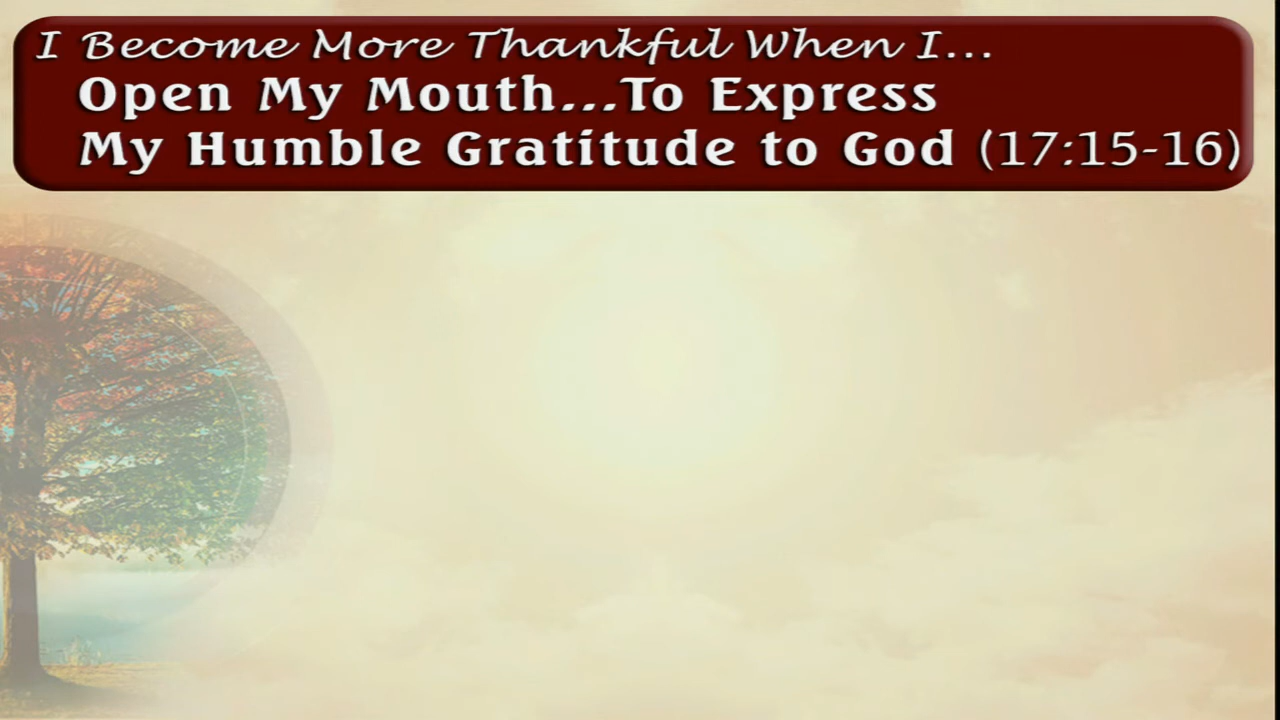 I Become More Thankful When I...
Open My Mouth...To Express
My Humble Gratitude to God (17:15-16)